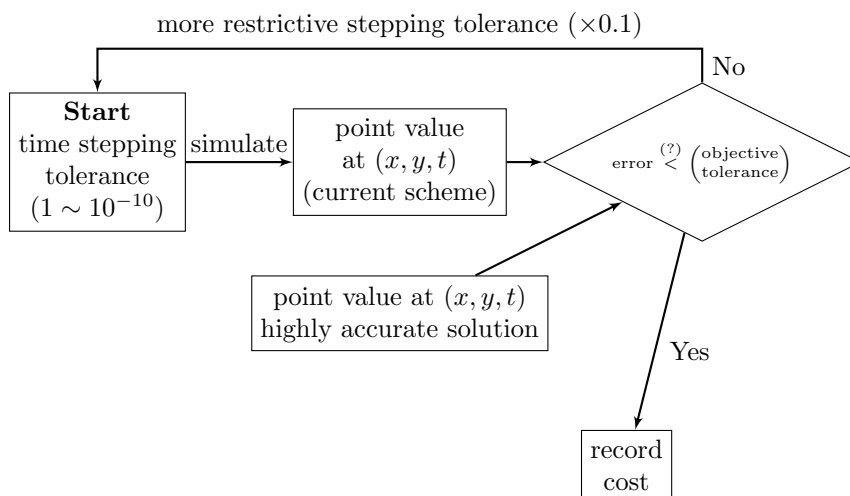 more restrictive stepping tolerance (×0.1)
No
Start
time stepping
tolerance
(1 ∼ 10⁻¹⁰)
simulate
point value
at (x, y, t)
(current scheme)
error <^(?) (objective
tolerance)
point value at (x, y, t)
highly accurate solution
Yes
record
cost